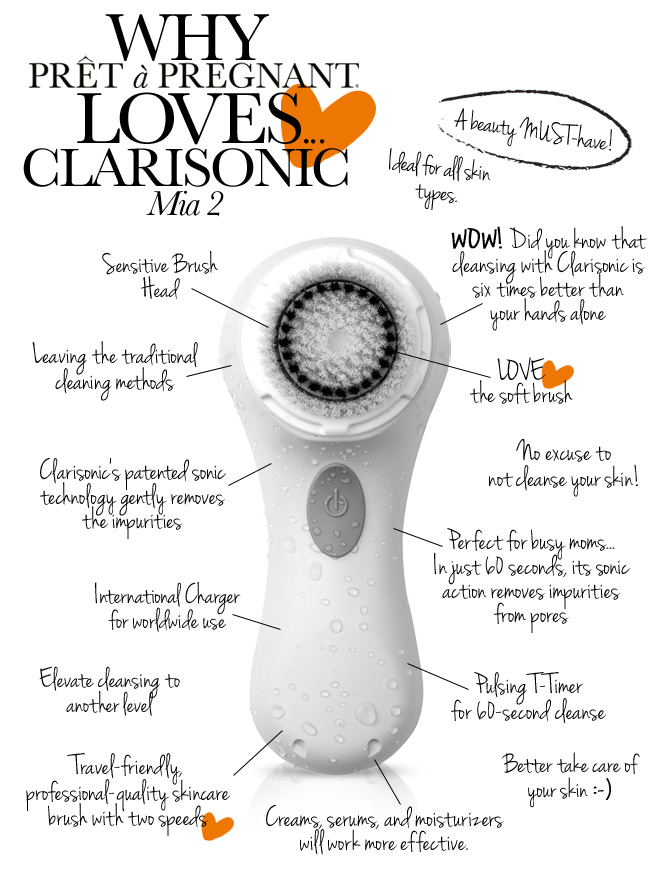 WHY
PRÊT à PREGNANT
LOVES...
CLARISONIC
Mia 2
A beauty MUST-have!
Ideal for all skin
types.
WOW! Did you know that
cleansing with Clarisonic is
six times better than
your hands alone
Sensitive Brush
Head
Leaving the traditional
cleaning methods
LOVE
the soft brush
No excuse to
not cleanse your skin!
Clarisonic's patented sonic
technology gently removes
the impurities
Perfect for busy moms...
In just 60 seconds, its sonic
action removes impurities
from pores
International Charger
for worldwide use
Elevate cleansing to
another level
Pulsing T-Timer
for 60-second cleanse
Travel-friendly,
professional-quality skincare
brush with two speeds
Better take care of
your skin :-)
Creams, serums, and moisturizers
will work more effective.